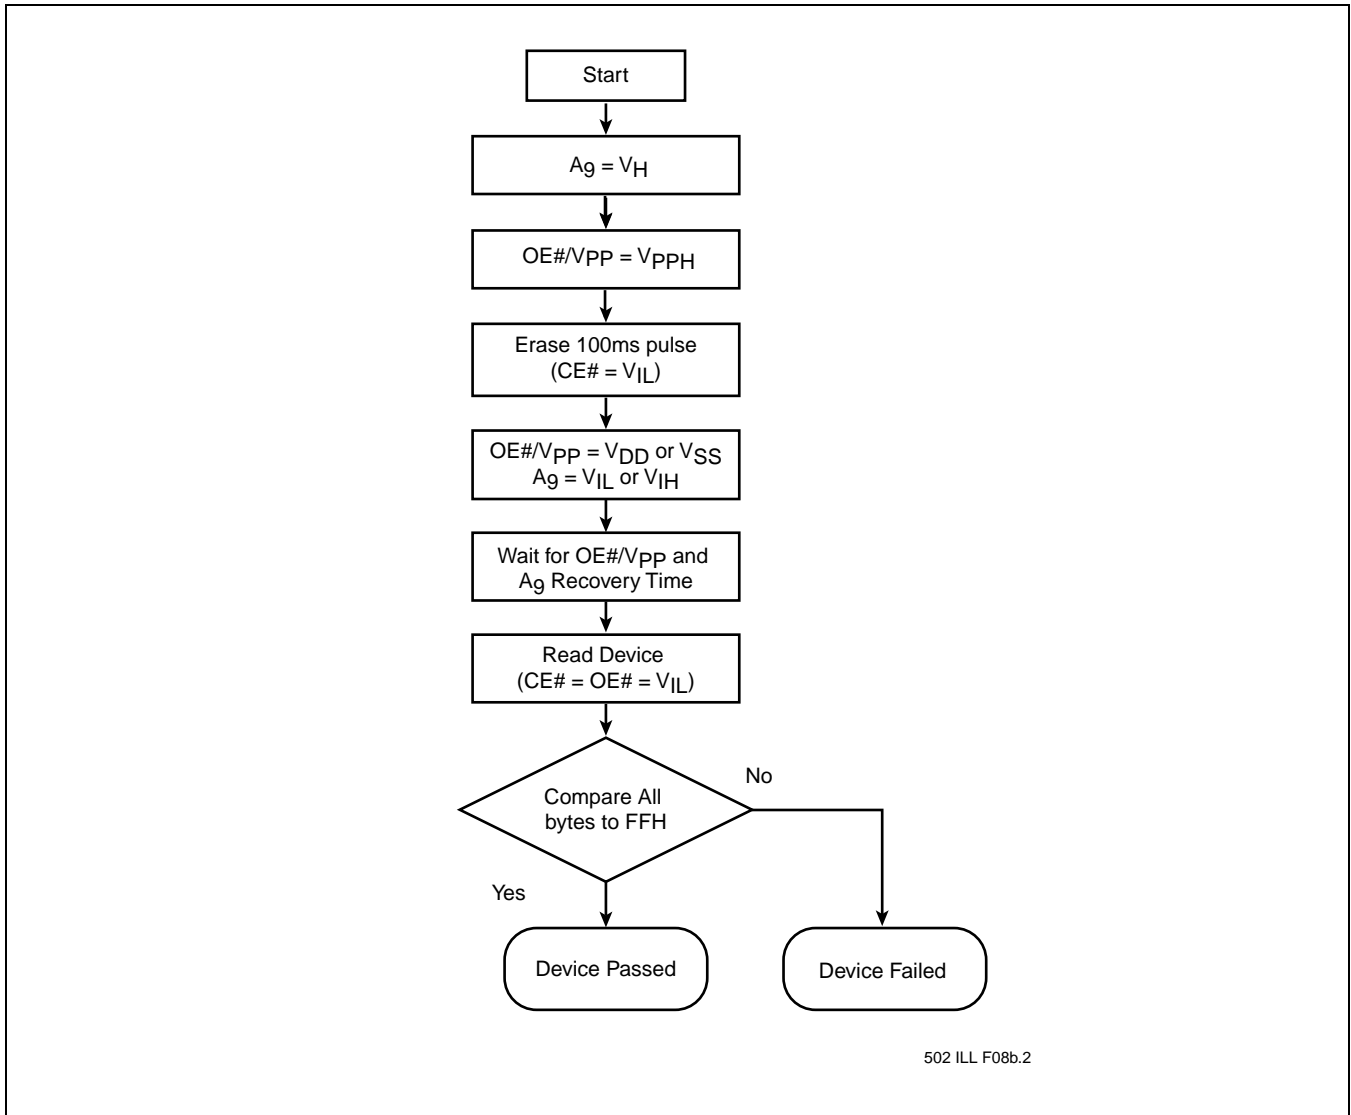 Start
A9 = VH
OE#/VPP = VPPH
Erase 100ms pulse
(CE# = VIL)
OE#/VPP = VDD or VSS
A9 = VIL or VIH
Wait for OE#/VPP and
A9 Recovery Time
Read Device
(CE# = OE# = VIL)
Compare All
bytes to FFH
No
Yes
Device Passed
Device Failed
502 ILL F08b.2